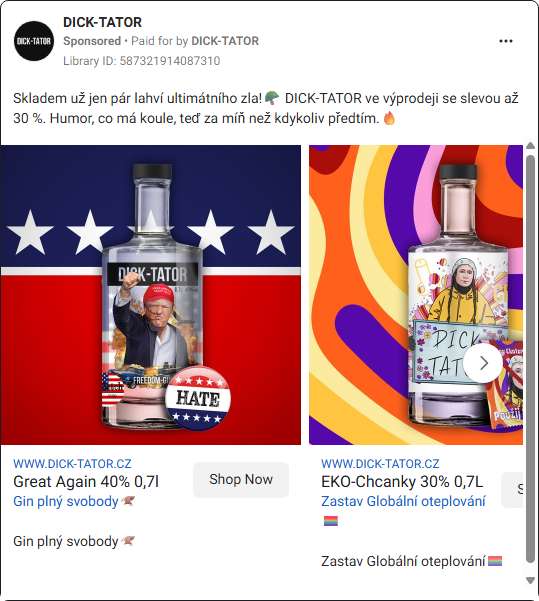 DICK-TATOR
DICK-TATOR
Sponsored • Paid for by DICK-TATOR
Library ID: 587321914087310
Skladem už jen pár lahví ultimátního zla!🪖 DICK-TATOR ve výprodeji se slevou až
30 %. Humor, co má koule, teď za míň než kdykoliv předtím.🔥
DICK-TATOR
FREEDOM-GI
HATE
DICK
TAT
Použij
WWW.DICK-TATOR.CZ
Great Again 40% 0,7l
Gin plný svobody
Shop Now
Gin plný svobody
WWW.DICK-TATOR.CZ
EKO-Chcanky 30% 0,7L
Zastav Globální oteplování
S
Zastav Globální oteplování